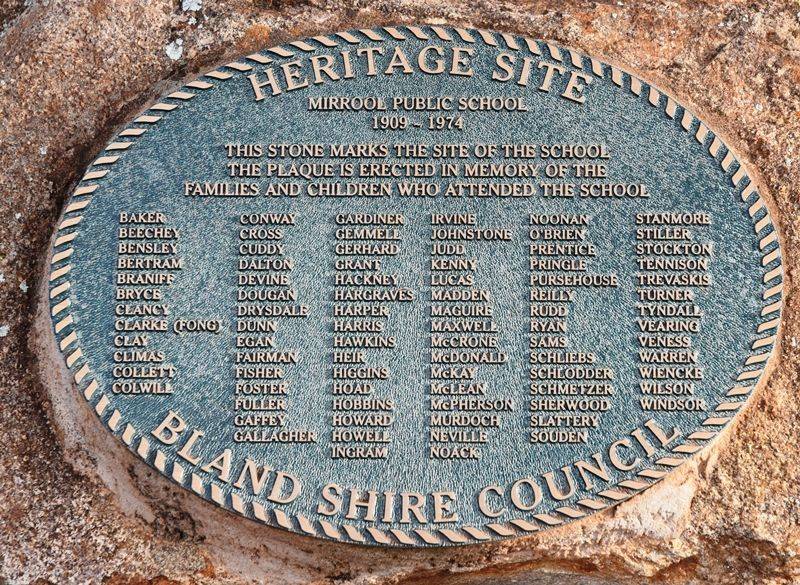 HERITAGE SITE
MIRROOL PUBLIC SCHOOL
1909 - 1974
THIS STONE MARKS THE SITE OF THE SCHOOL
THE PLAQUE IS ERECTED IN MEMORY OF THE
FAMILIES AND CHILDREN WHO ATTENDED THE SCHOOL
BAKER
BEECHEY
BENSLEY
BERTRAM
BRANIFF
BRYCE
CLANCY
CLARKE (FONG)
CLAY
CLIMAS
COLLETT
COLWILL
CONWAY
CROSS
CUDDY
DALTON
DEVINE
DOUGAN
DRYSDALE
DUNN
EGAN
FAIRMAN
FISHER
FOSTER
FULLER
GAFFEY
GALLAGHER
GARDINER
GEMMELL
GERHARD
GRANT
HACKNEY
HARGRAVES
HARPER
HARRIS
HAWKINS
HEIR
HIGGINS
HOAD
HOBBINS
HOWARD
HOWELL
INGRAM
IRVINE
JOHNSTONE
JUDD
KENNY
LUCAS
MADDEN
MAGUIRE
MAXWELL
McCRONE
McDONALD
McKAY
McLEAN
McPHERSON
MURDOCH
NEVILLE
NOACK
NOONAN
O'BRIEN
PRENTICE
PRINGLE
PURSEHOUSE
REILLY
RUDD
RYAN
SAMS
SCHLIEBS
SCHLODDER
SCHMETZER
SHERWOOD
SLATTERY
SOUDEN
STANMORE
STILLER
STOCKTON
TENNISON
TREVASKIS
TURNER
TYNDALL
VEARING
VENESS
WARREN
WIENCKE
WILSON
WINDSOR
BLAND SHIRE COUNCIL